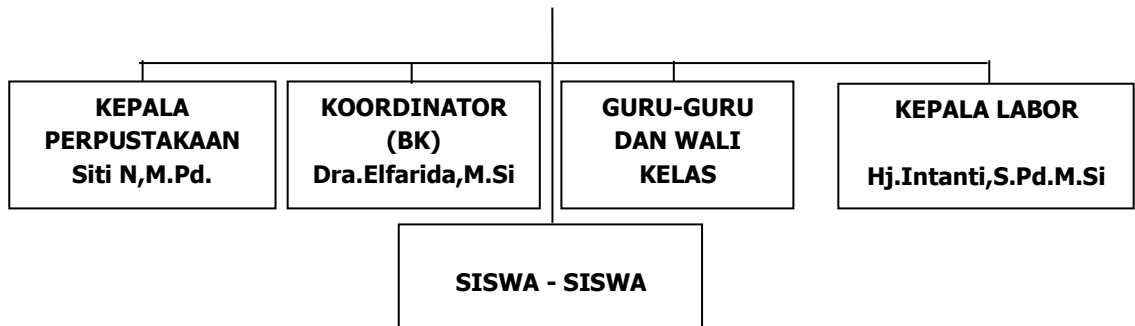 KEPALA
PERPUSTAKAAN
Siti N,M.Pd.
KOORDINATOR
(BK)
Dra.Elfarida,M.Si
GURU-GURU
DAN WALI
KELAS
KEPALA LABOR
Hj.Intanti,S.Pd.M.Si
SISWA - SISWA